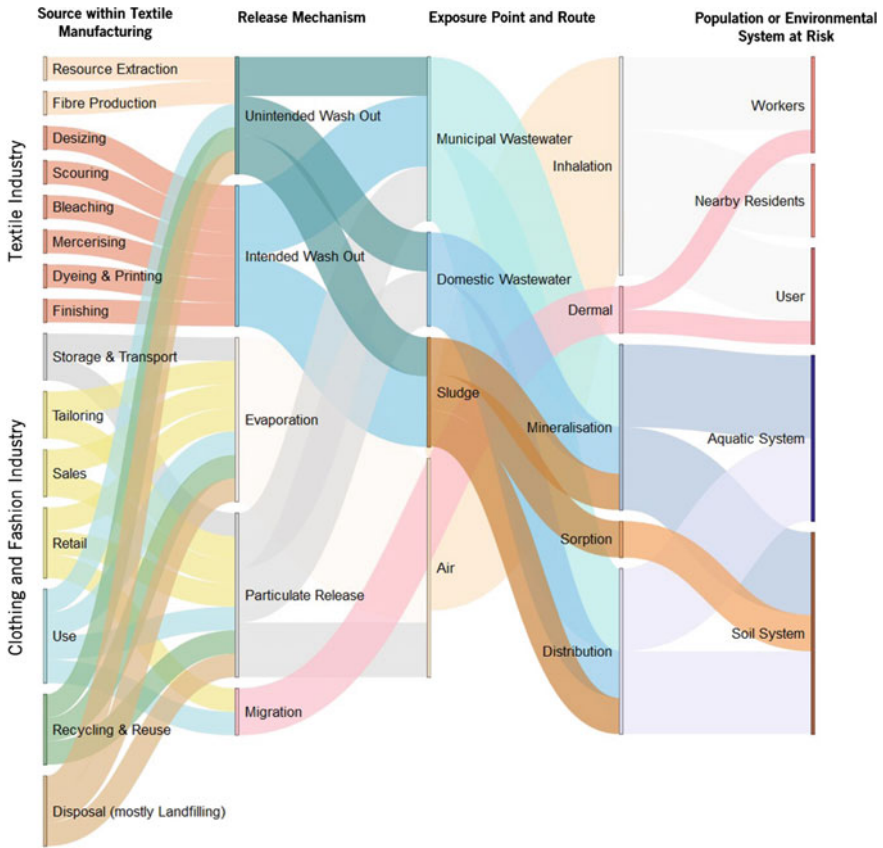 Source within Textile
Manufacturing
Release Mechanism
Exposure Point and Route
Population or Environmental
System at Risk
Textile Industry
Clothing and Fashion Industry
Resource Extraction
Fibre Production
Desizing
Scouring
Bleaching
Mercerising
Dyeing & Printing
Finishing
Storage & Transport
Tailoring
Sales
Retail
Use
Recycling & Reuse
Disposal (mostly Landfilling)
Unintended Wash Out
Intended Wash Out
Evaporation
Particulate Release
Migration
Municipal Wastewater
Domestic Wastewater
Sludge
Air
Inhalation
Dermal
Mineralisation
Sorption
Distribution
Workers
Nearby Residents
User
Aquatic System
Soil System